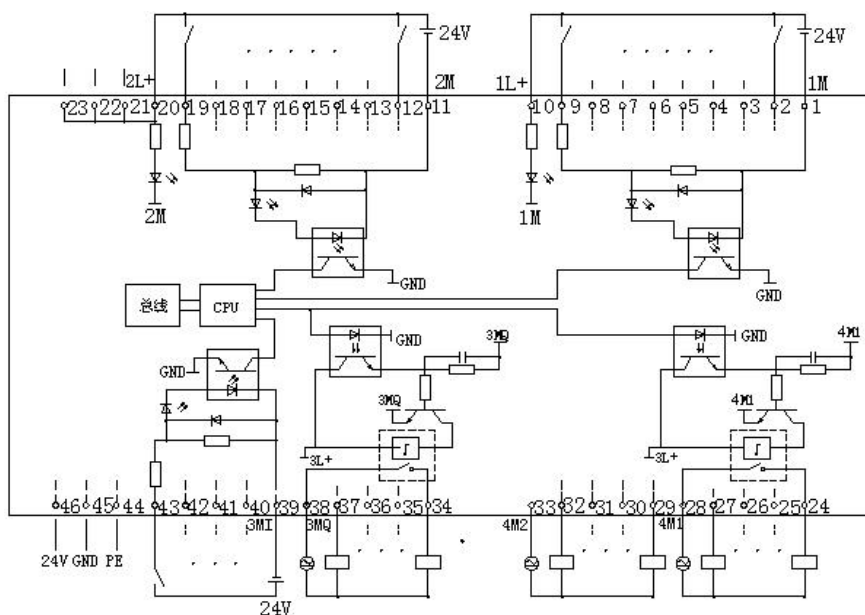 24V 24V
2L+ 2M 1L+ 1M
23 22 21 20 19 18 17 16 15 14 13 12 11 10 9 8 7 6 5 4 3 2 1
2M 1M
GND GND
总线 CPU
GND 3MQ GND 4M1
GND
3MQ 4M1
3L+ 3L+
46 45 44 43 42 41 40 39 38 37 36 35 34 33 32 31 30 29 28 27 26 25 24
3MI 3MQ 4M2 4M1
24V GND PE
24V